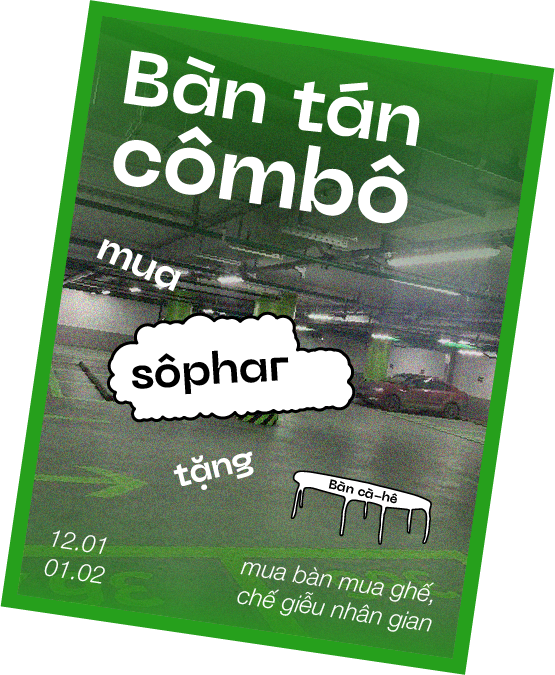 Bàn tán
cômbô
mua
sôphar
tặng
Bàn cà-hê
12.01
01.02
mua bàn mua ghế,
chế giễu nhân gian